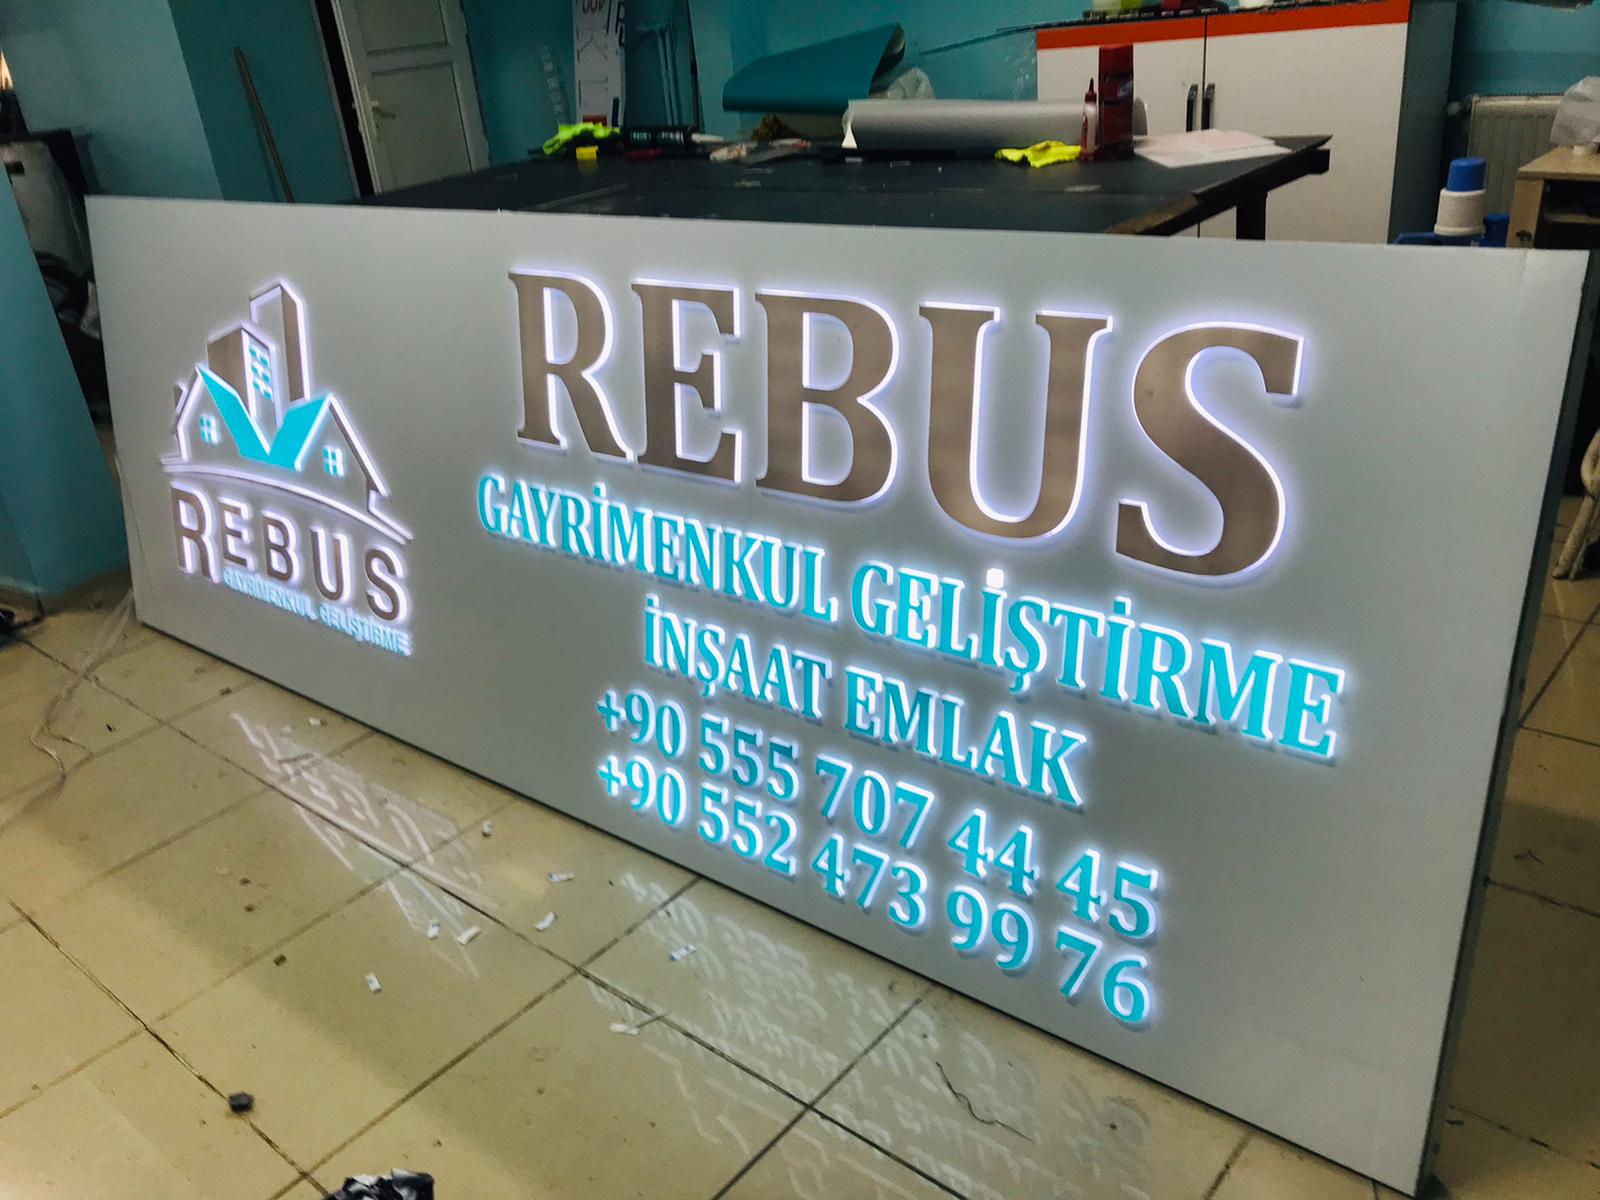 REBUS
GAYRİMENKUL GELİŞTİRME
REBUS
GAYRİMENKUL GELİŞTİRME
İNŞAAT EMLAK
+90 555 707 44 45
+90 552 473 99 76